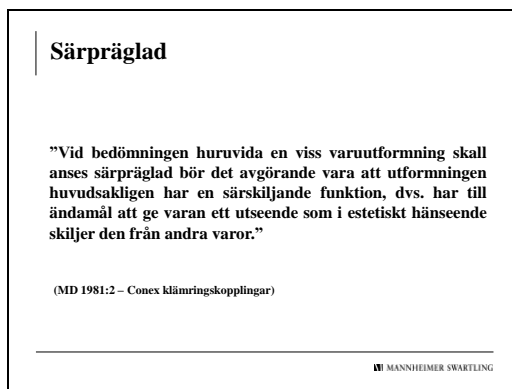 Särpräglad
”Vid bedömningen huruvida en viss varuutformning skall
anses särpräglad bör det avgörande vara att utformningen
huvudsakligen har en särskiljande funktion, dvs. har till
ändamål att ge varan ett utseende som i estetiskt hänseende
skiljer den från andra varor.”
(MD 1981:2 – Conex klämringskopplingar)
MANNHEIMER SWARTLING